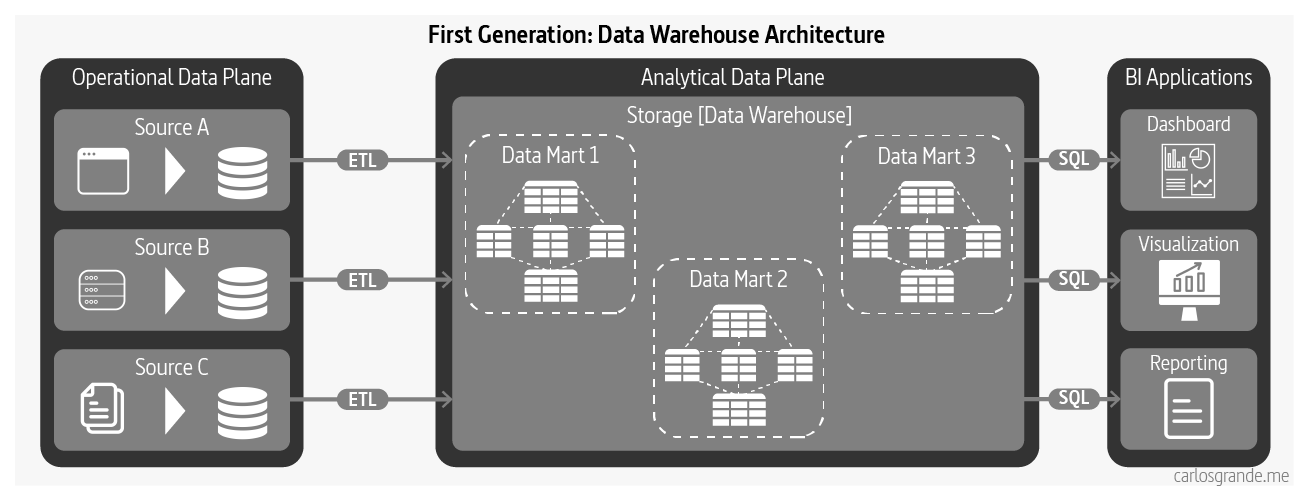 First Generation: Data Warehouse Architecture
Operational Data Plane
Source A
Source B
Source C
ETL
ETL
ETL
Analytical Data Plane
Storage [Data Warehouse]
Data Mart 1
Data Mart 2
Data Mart 3
SQL
SQL
SQL
BI Applications
Dashboard
Visualization
Reporting
carlosgrande.me